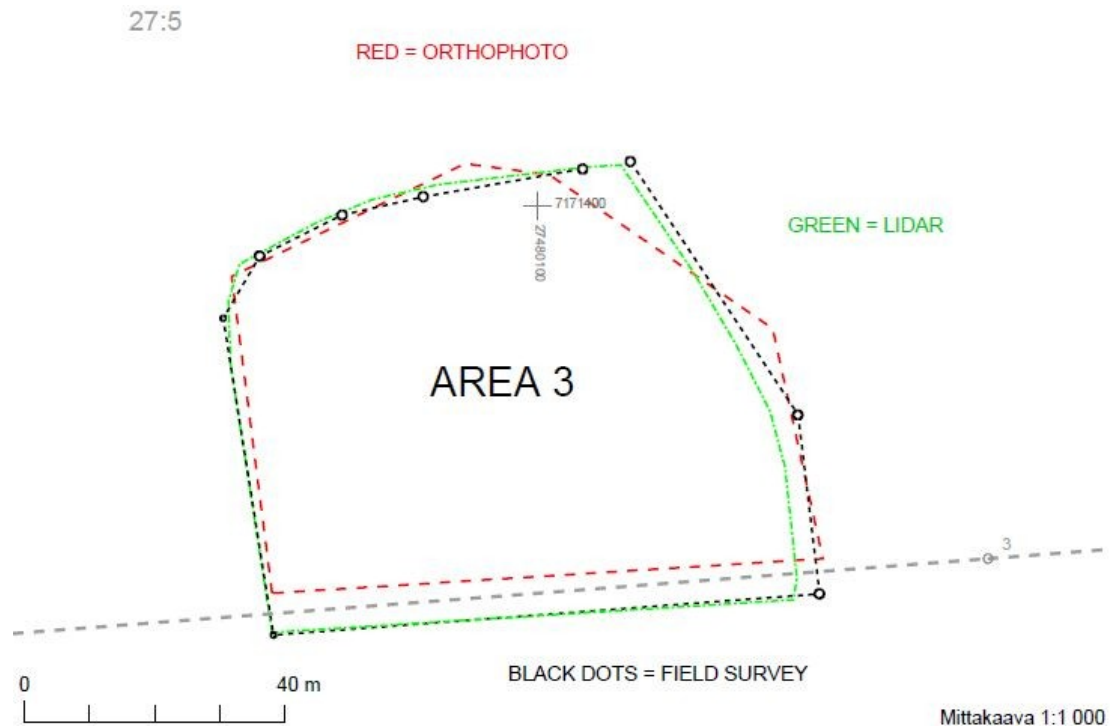 27:5
RED = ORTHOPHOTO
7171400
27480100
GREEN = LIDAR
AREA 3
3
BLACK DOTS = FIELD SURVEY
0 40 m
Mittakaava 1:1 000